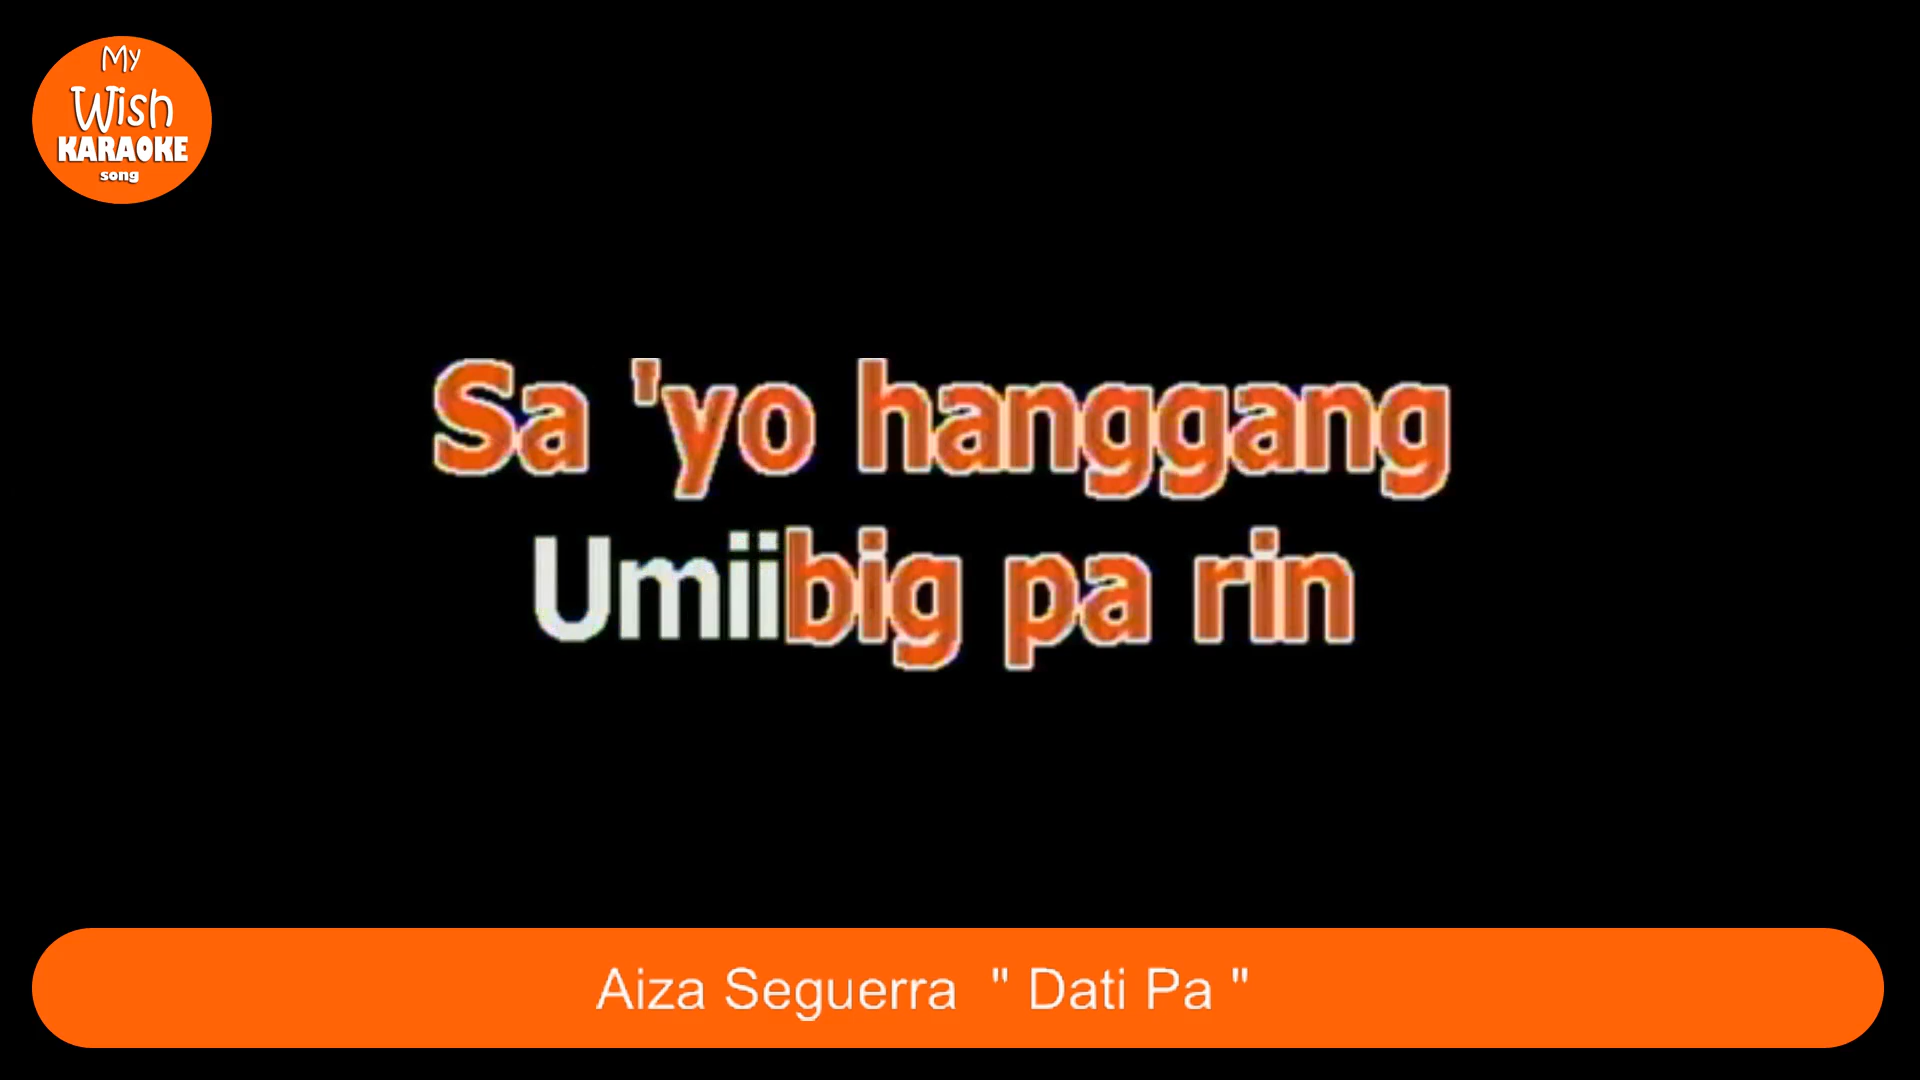 My
Wish
KARAOKE
song
Sa 'yo hanggang
Umiibig pa rin
Aiza Seguerra " Dati Pa "